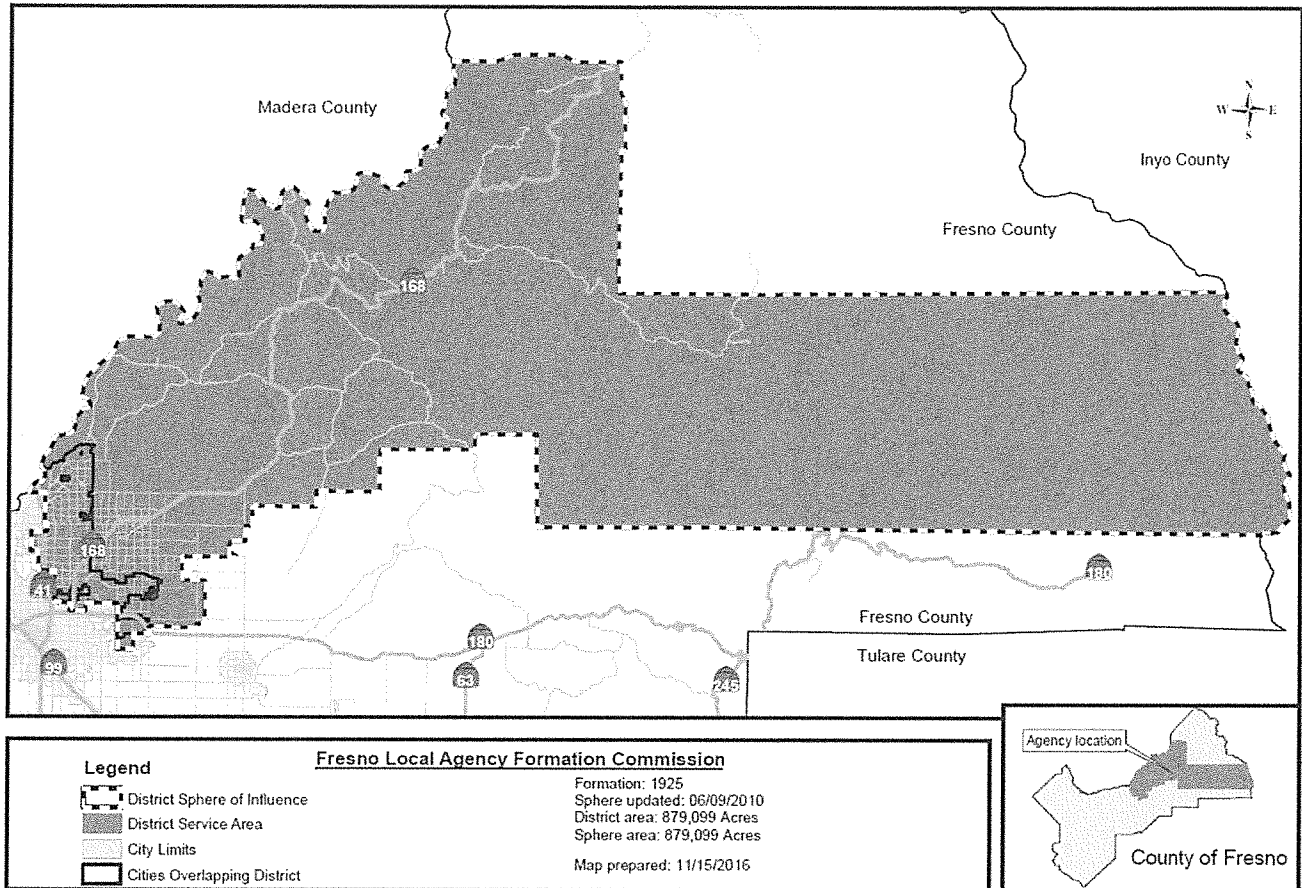 Madera County
N
W E
S
Inyo County
Fresno County
168
168
41
180
Fresno County
180
Tulare County
99
63
245
Agency location
County of Fresno
Legend
District Sphere of Influence
District Service Area
City Limits
Cities Overlapping District
Fresno Local Agency Formation Commission
Formation: 1925
Sphere updated: 06/09/2010
District area: 879,099 Acres
Sphere area: 879,099 Acres
Map prepared: 11/15/2016